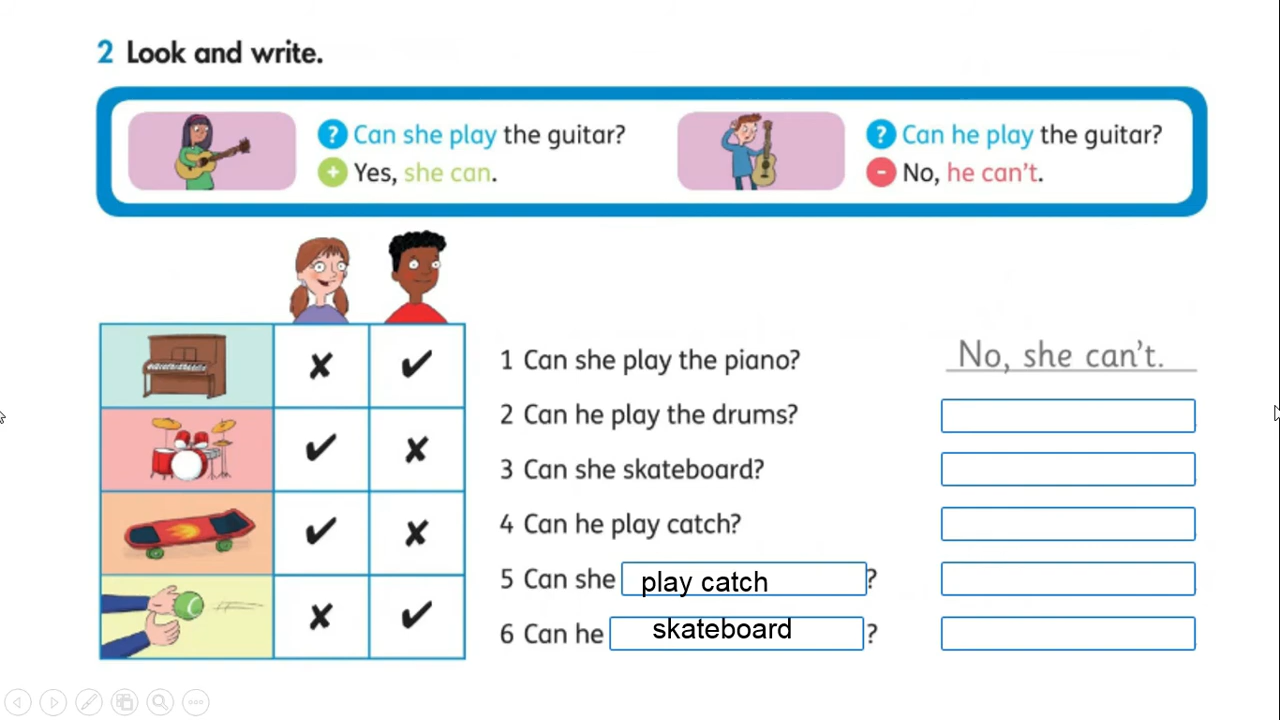 2 Look and write.
? Can she play the guitar?
+ Yes, she can.
? Can he play the guitar?
- No, he can't.
1 Can she play the piano?
No, she can't.
2 Can he play the drums?
3 Can she skateboard?
4 Can he play catch?
5 Can she play catch ?
6 Can he skateboard ?